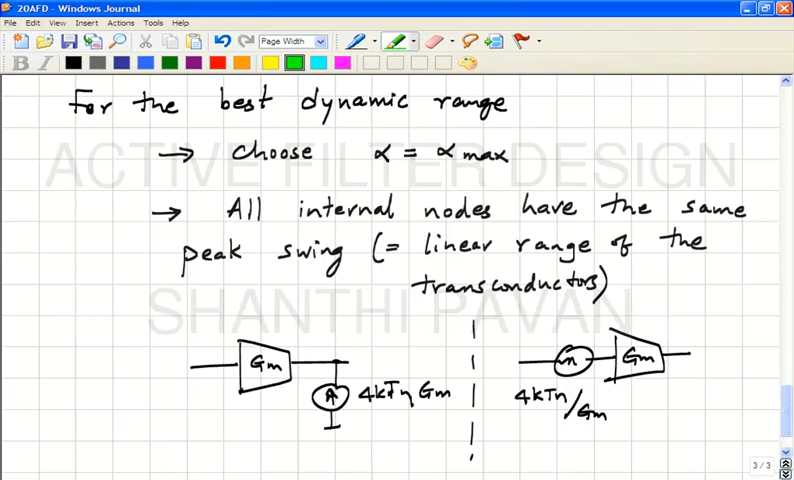 20AFD - Windows Journal
File Edit View Insert Actions Tools Help
Page Width
B I
For the best dynamic range
→ Choose α = α max
→ All internal nodes have the same
peak swing (= linear range of the
transconductors)
Gm
4kTη Gm
Gm
4kTη/Gm
ACTIVE FILTER DESIGN
SHANTHI PAVAN
3 / 3